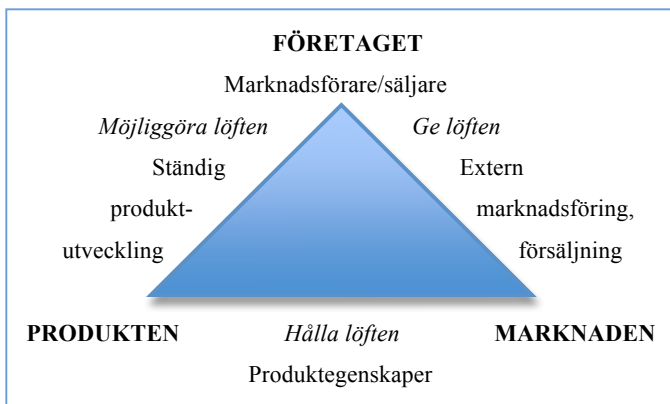 FÖRETAGET
Marknadsförare/säljare
Möjliggöra löften
Ständig
produkt-
utveckling
Ge löften
Extern
marknadsföring,
försäljning
PRODUKTEN
Hålla löften
Produktegenskaper
MARKNADEN